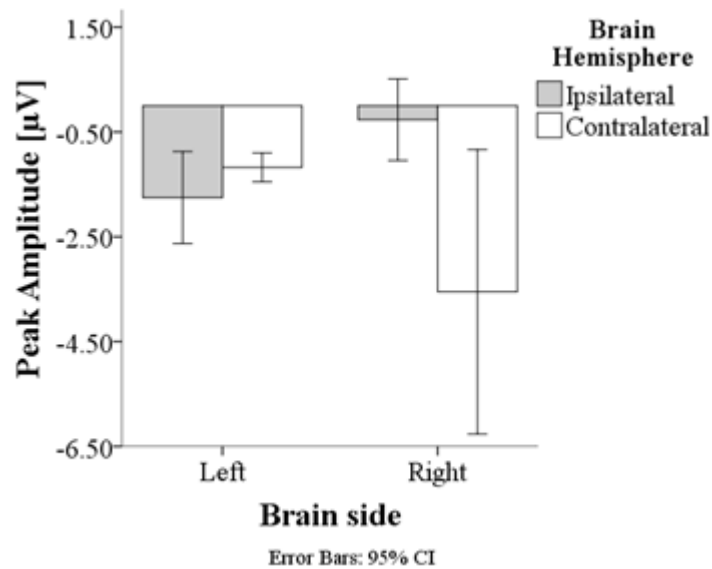 1.50
-0.50
-2.50
-4.50
-6.50
Peak Amplitude [µV]
Left
Right
Brain side
Error Bars: 95% CI
Brain
Hemisphere
Ipsilateral
Contralateral